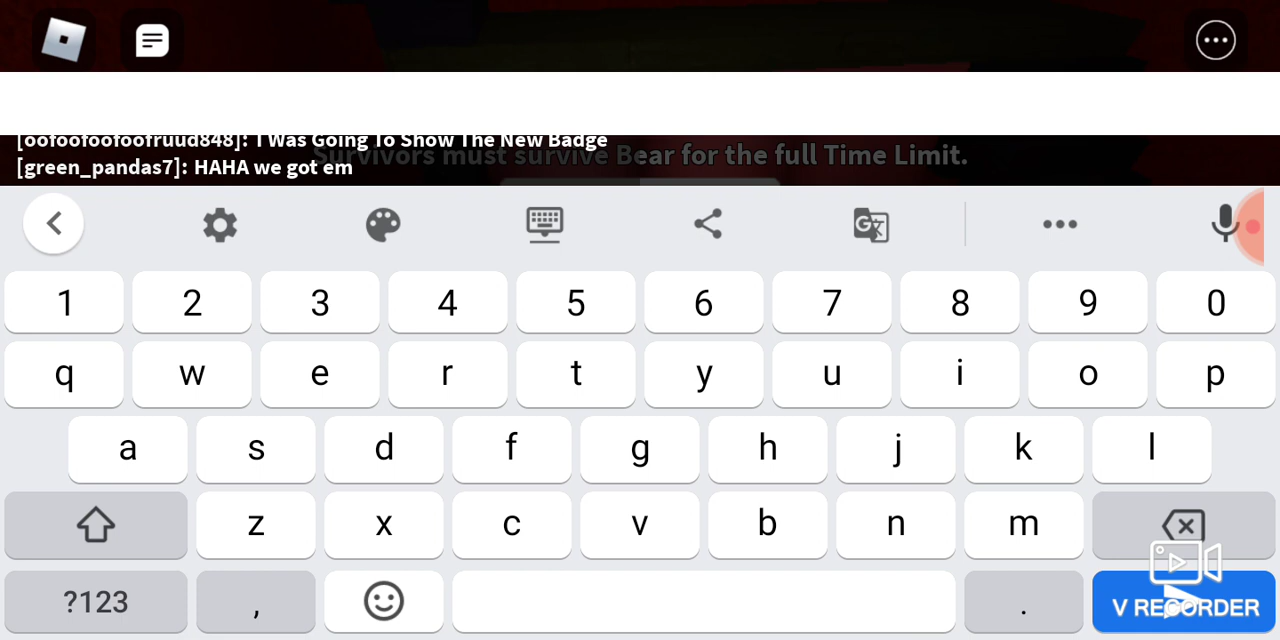 [oofoofoofoofruud848]: I Was Going To Show The New Badge
Survivors must survive Bear for the full Time Limit.
[green_pandas7]: HAHA we got em
1 2 3 4 5 6 7 8 9 0
q w e r t y u i o p
a s d f g h j k l
z x c v b n m
?123 , .
V RECORDER